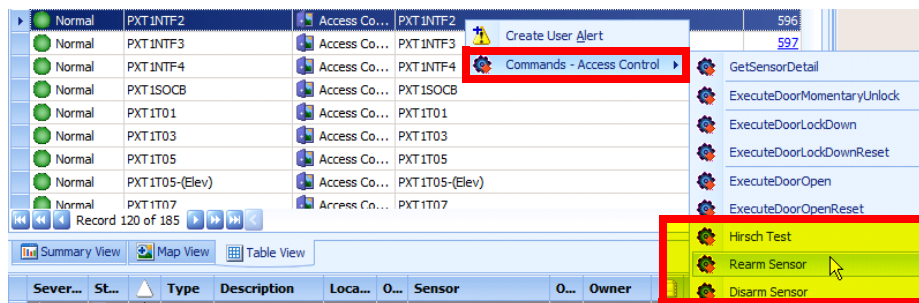 Normal PXT1NTF2 Access Co... PXT1NTF2 596
Create User Alert
Normal PXT1NTF3 Access Co... PXT1NTF3 597
Normal PXT1NTF4 Access Co... PXT1NTF4 Commands - Access Control
GetSensorDetail
Normal PXT1SOCB Access Co... PXT1SOCB
ExecuteDoorMomentaryUnlock
Normal PXT1T01 Access Co... PXT1T01
ExecuteDoorLockDown
Normal PXT1T03 Access Co... PXT1T03
ExecuteDoorLockDownReset
Normal PXT1T05 Access Co... PXT1T05
Normal PXT1T05-(Elev) Access Co... PXT1T05-(Elev)
ExecuteDoorOpen
Normal PXT1T07 Access Co... PXT1T07
ExecuteDoorOpenReset
Record 120 of 185
Hirsch Test
Summary View Map View Table View
Rearm Sensor
Sever... St... Type Description Loca... O... Sensor O... Owner
Disarm Sensor